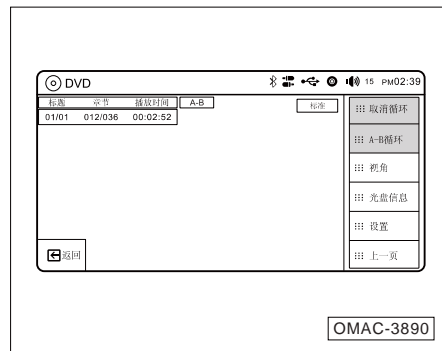 DVD 15 PM02:39
标题 章节 播放时间 A-B 标准
01/01 012/036 00:02:52
取消循环
A-B循环
视角
光盘信息
设置
上一页
返回
OMAC-3890